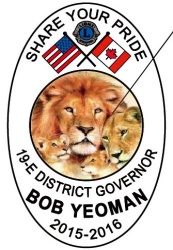 SHARE YOUR PRIDE
19-E DISTRICT GOVERNOR
BOB YEOMAN
2015-2016